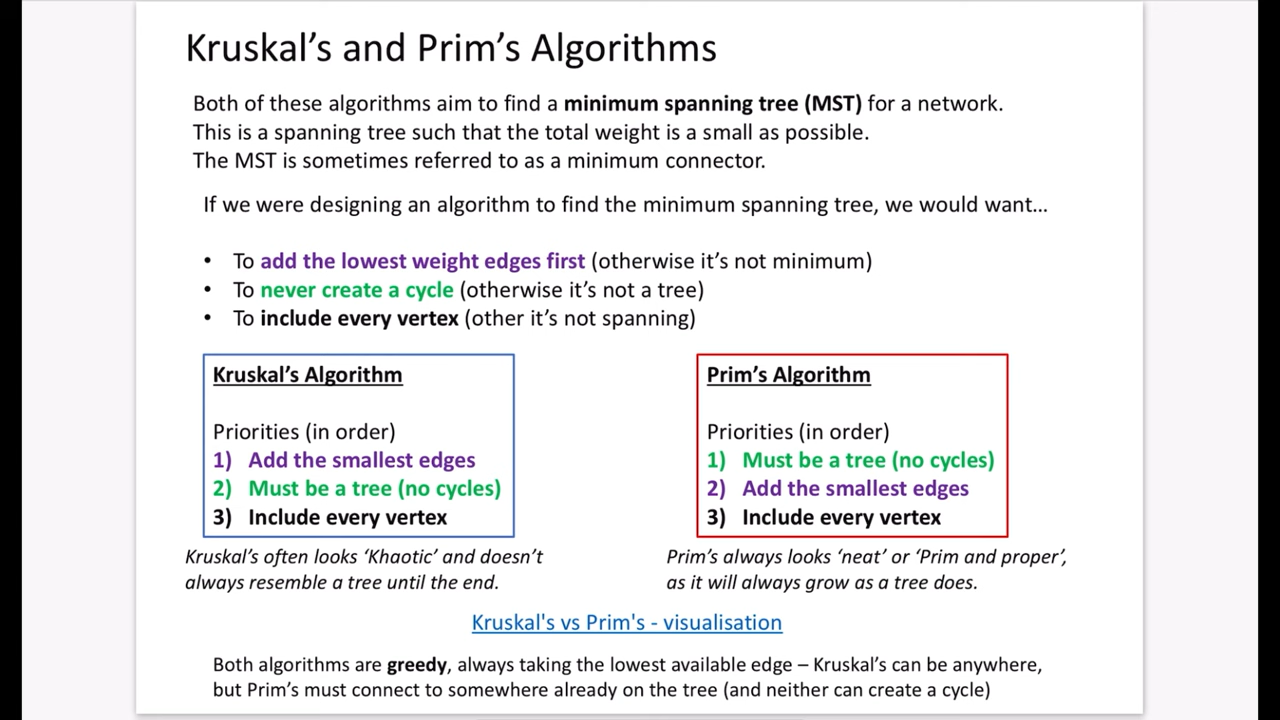 Kruskal’s and Prim’s Algorithms
Both of these algorithms aim to find a minimum spanning tree (MST) for a network.
This is a spanning tree such that the total weight is a small as possible.
The MST is sometimes referred to as a minimum connector.
If we were designing an algorithm to find the minimum spanning tree, we would want…
• To add the lowest weight edges first (otherwise it’s not minimum)
• To never create a cycle (otherwise it’s not a tree)
• To include every vertex (other it’s not spanning)
Kruskal’s Algorithm
Priorities (in order)
1) Add the smallest edges
2) Must be a tree (no cycles)
3) Include every vertex
Kruskal’s often looks ‘Khaotic’ and doesn’t
always resemble a tree until the end.
Prim’s Algorithm
Priorities (in order)
1) Must be a tree (no cycles)
2) Add the smallest edges
3) Include every vertex
Prim’s always looks ‘neat’ or ‘Prim and proper’,
as it will always grow as a tree does.
Kruskal's vs Prim's - visualisation
Both algorithms are greedy, always taking the lowest available edge – Kruskal’s can be anywhere,
but Prim’s must connect to somewhere already on the tree (and neither can create a cycle)